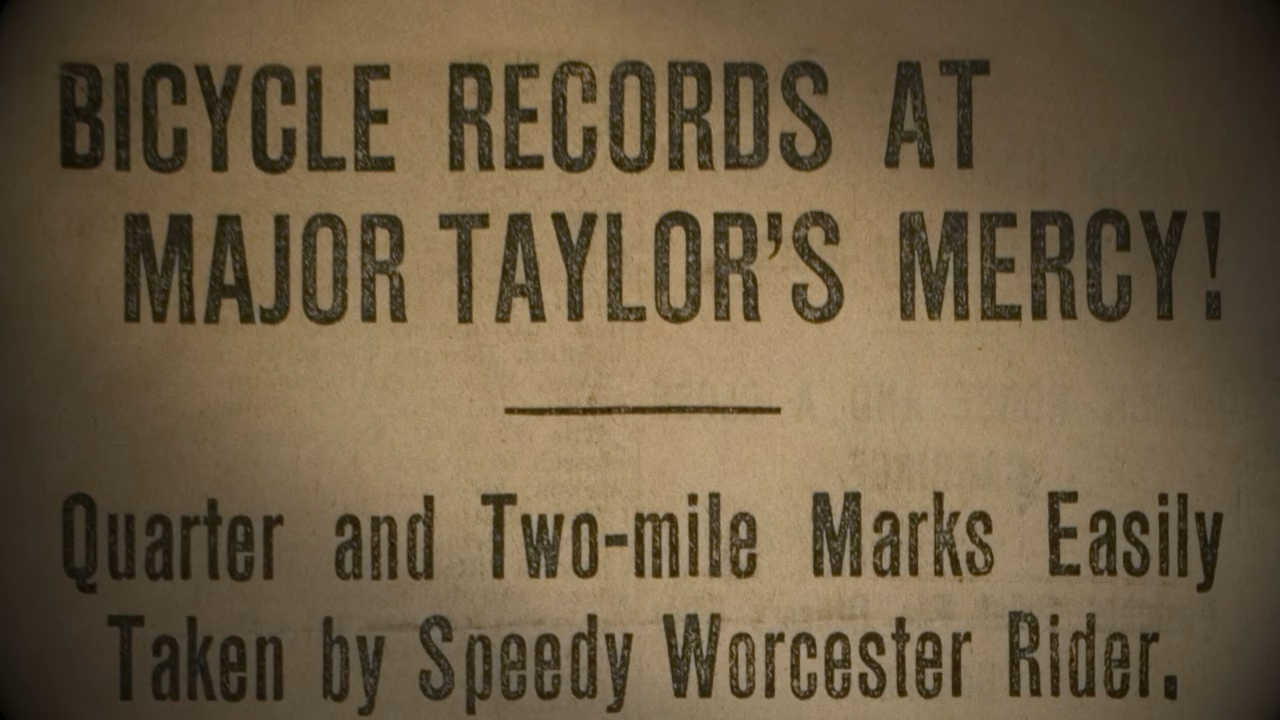 BICYCLE RECORDS AT
MAJOR TAYLOR'S MERCY!
Quarter and Two-mile Marks Easily
Taken by Speedy Worcester Rider.